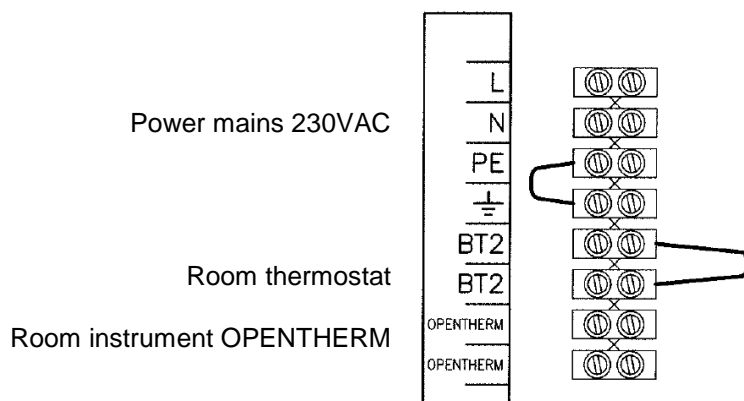 L
Power mains 230VAC N
PE
⏚
BT2
Room thermostat BT2
Room instrument OPENTHERM OPENTHERM
OPENTHERM